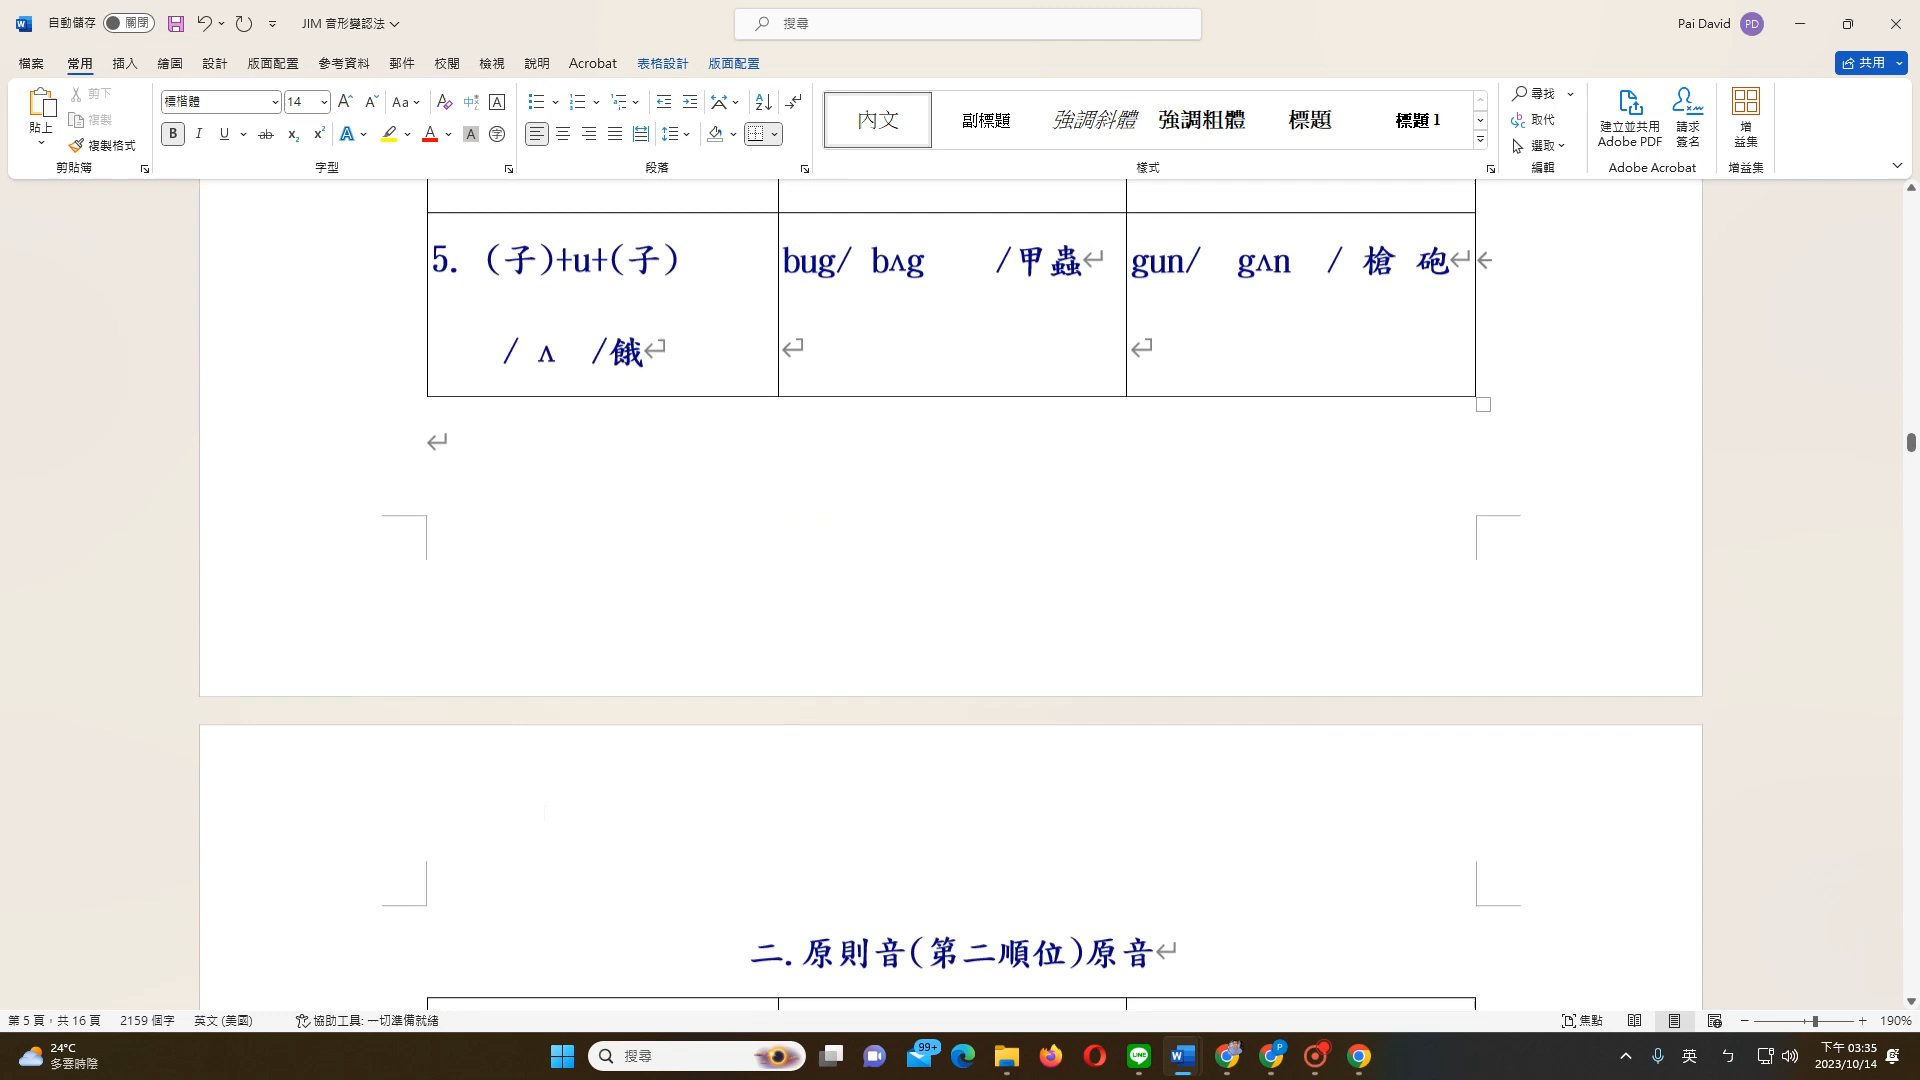 自動儲存 關閉 JIM 音形變認法 搜尋 Pai David PD
檔案 常用 插入 繪圖 設計 版面配置 參考資料 郵件 校閱 檢視 說明 Acrobat 表格設計 版面配置 共用
貼上 剪下 複製 複製格式 剪貼簿
標楷體 14 字型
段落
內文 副標題 強調斜體 強調粗體 標題 標題 1 樣式
尋找 取代 選取 編輯
建立並共用 Adobe PDF 請求 簽名 Adobe Acrobat
增 益集 增益集
5. (子)+u+(子) bug/ bʌg /甲蟲 gun/ gʌn / 槍 砲
/ ʌ /餓
二.原則音(第二順位)原音
第 5 頁，共 16 頁 2159 個字 英文 (美國) 協助工具: 一切準備就緒 焦點 190%
24°C
多雲時陰
搜尋 99+ 英 ㄅ
下午 03:35
2023/10/14